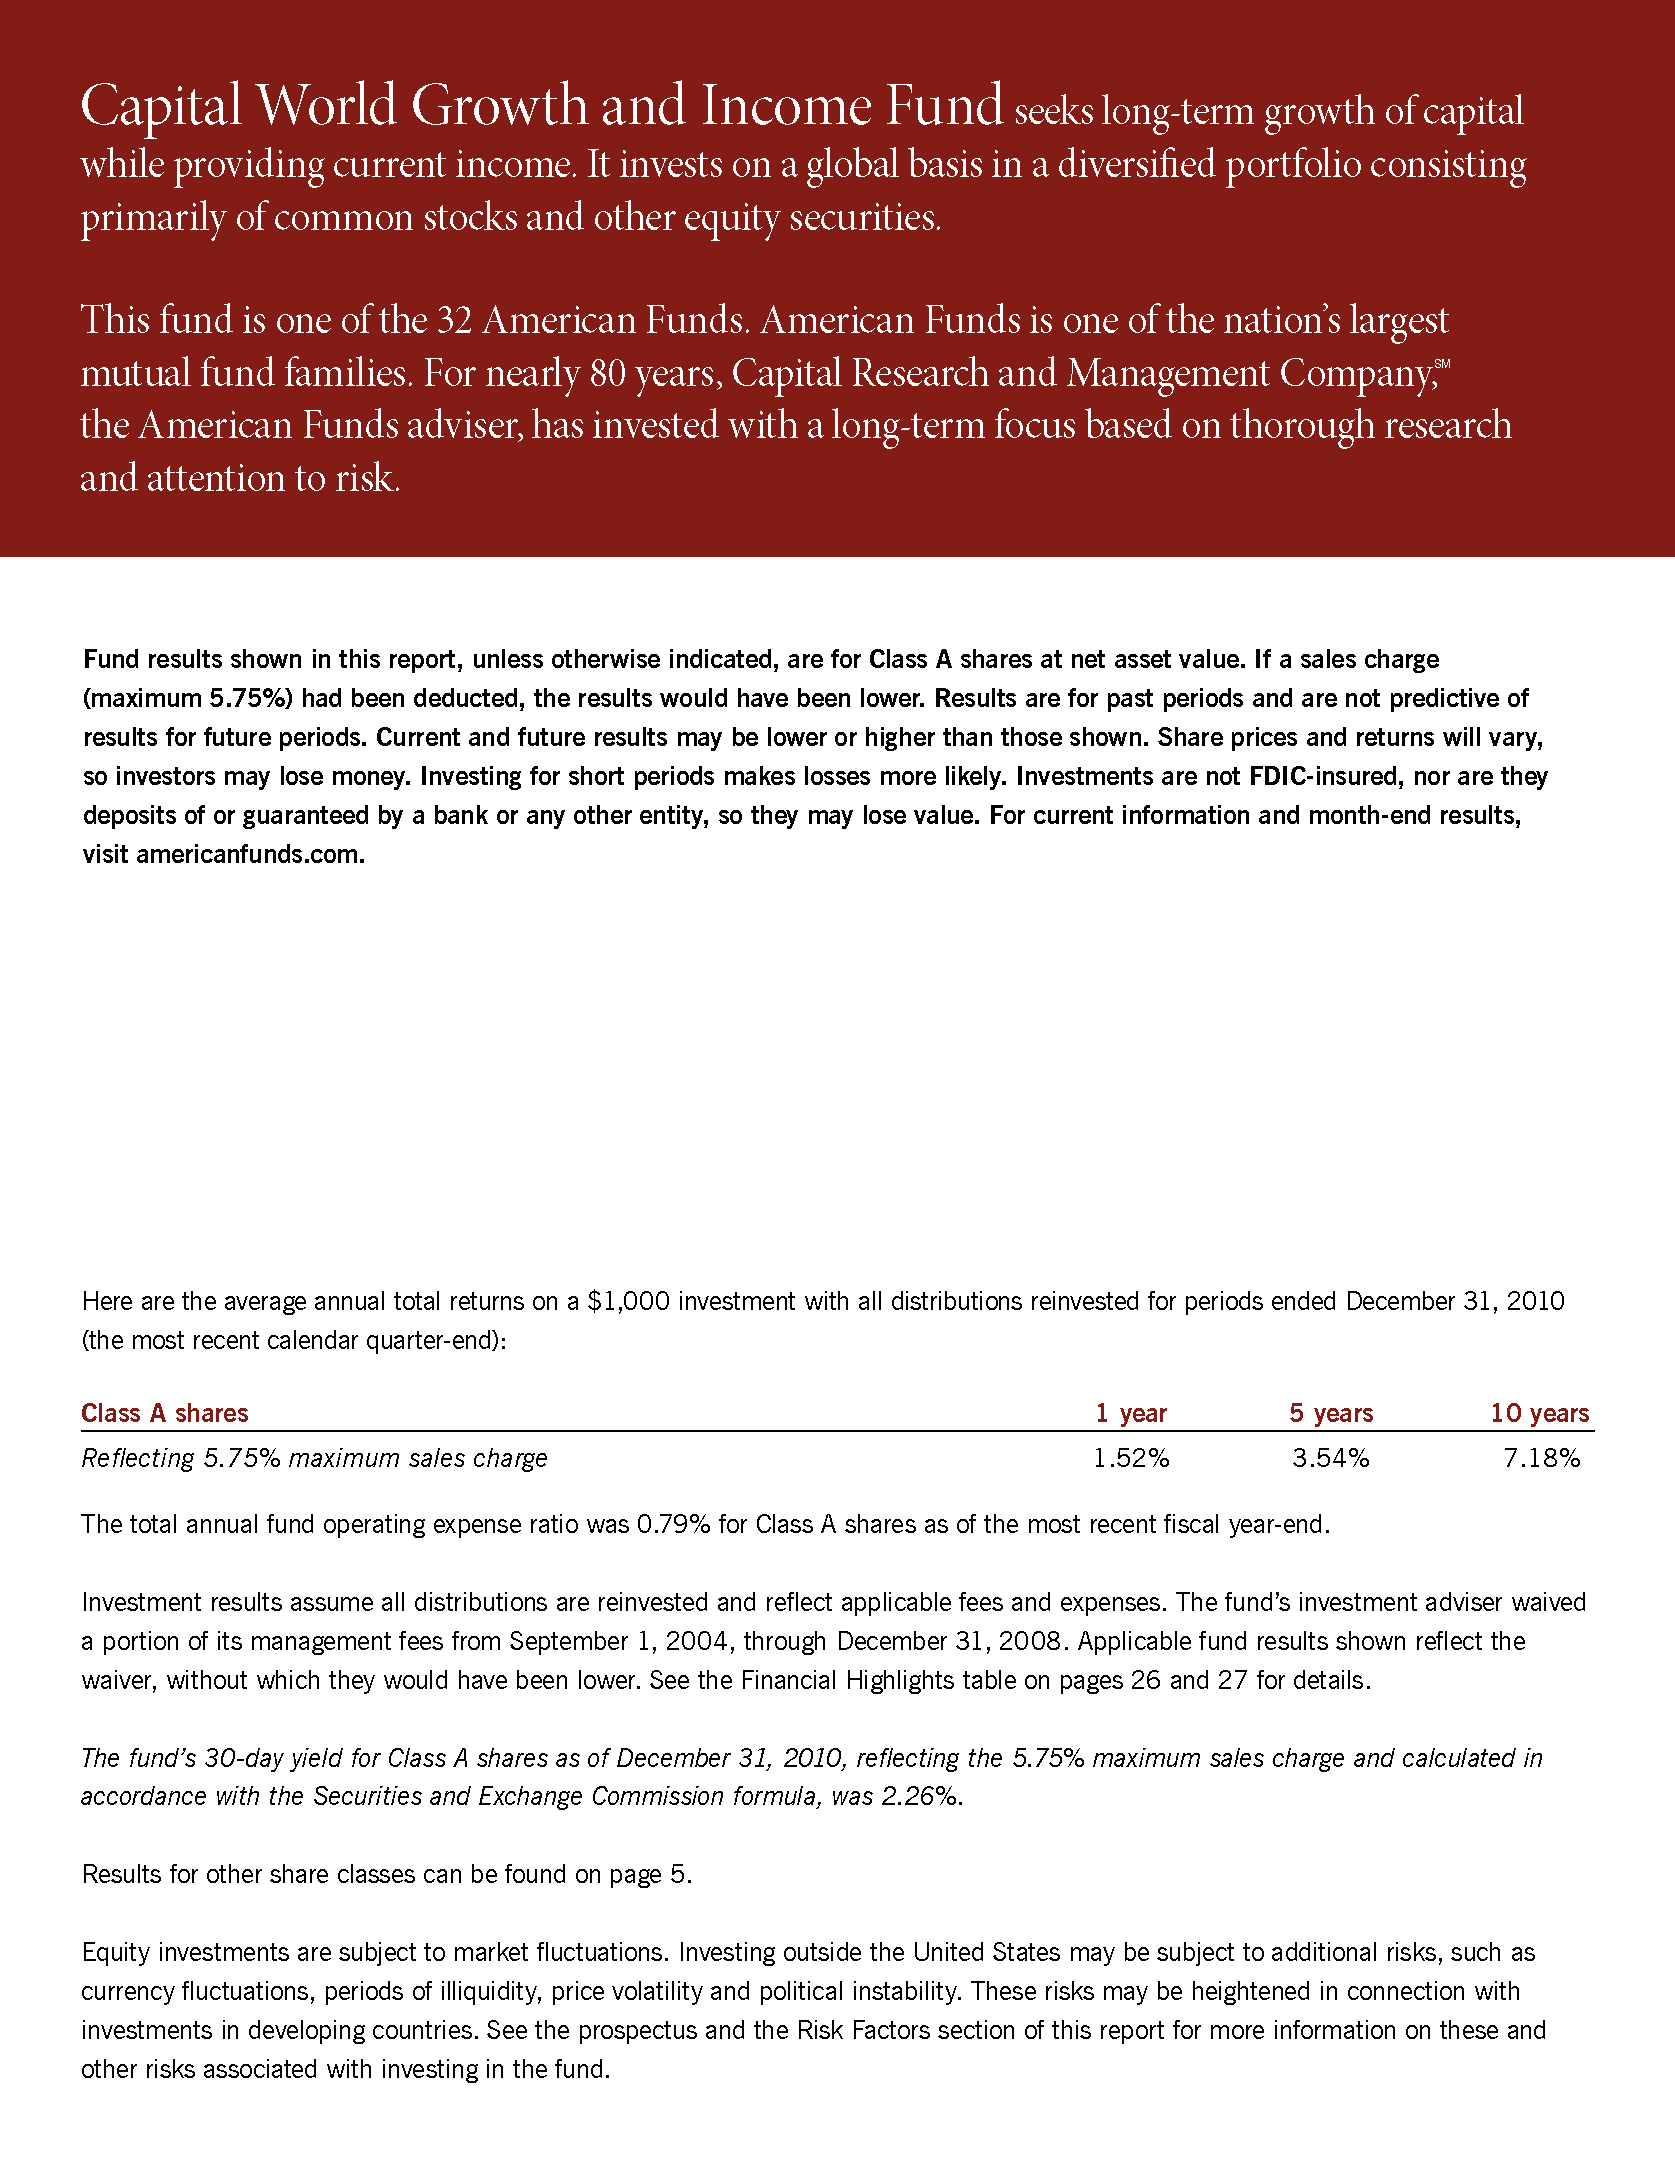 Capital World Growth and Income Fund seeks long-term growth of capital
while providing current income. It invests on a global basis in a diversified portfolio consisting
primarily of common stocks and other equity securities.
This fund is one of the 32 American Funds. American Funds is one of the nation’s largest
mutual fund families. For nearly 80 years, Capital Research and Management Company,℠
the American Funds adviser, has invested with a long-term focus based on thorough research
and attention to risk.
Fund results shown in this report, unless otherwise indicated, are for Class A shares at net asset value. If a sales charge
(maximum 5.75%) had been deducted, the results would have been lower. Results are for past periods and are not predictive of
results for future periods. Current and future results may be lower or higher than those shown. Share prices and returns will vary,
so investors may lose money. Investing for short periods makes losses more likely. Investments are not FDIC-insured, nor are they
deposits of or guaranteed by a bank or any other entity, so they may lose value. For current information and month-end results,
visit americanfunds.com.
Here are the average annual total returns on a $1,000 investment with all distributions reinvested for periods ended December 31, 2010
(the most recent calendar quarter-end):
Class A shares 1 year 5 years 10 years
Reflecting 5.75% maximum sales charge 1.52% 3.54% 7.18%
The total annual fund operating expense ratio was 0.79% for Class A shares as of the most recent fiscal year-end.
Investment results assume all distributions are reinvested and reflect applicable fees and expenses. The fund’s investment adviser waived
a portion of its management fees from September 1, 2004, through December 31, 2008. Applicable fund results shown reflect the
waiver, without which they would have been lower. See the Financial Highlights table on pages 26 and 27 for details.
The fund’s 30-day yield for Class A shares as of December 31, 2010, reflecting the 5.75% maximum sales charge and calculated in
accordance with the Securities and Exchange Commission formula, was 2.26%.
Results for other share classes can be found on page 5.
Equity investments are subject to market fluctuations. Investing outside the United States may be subject to additional risks, such as
currency fluctuations, periods of illiquidity, price volatility and political instability. These risks may be heightened in connection with
investments in developing countries. See the prospectus and the Risk Factors section of this report for more information on these and
other risks associated with investing in the fund.